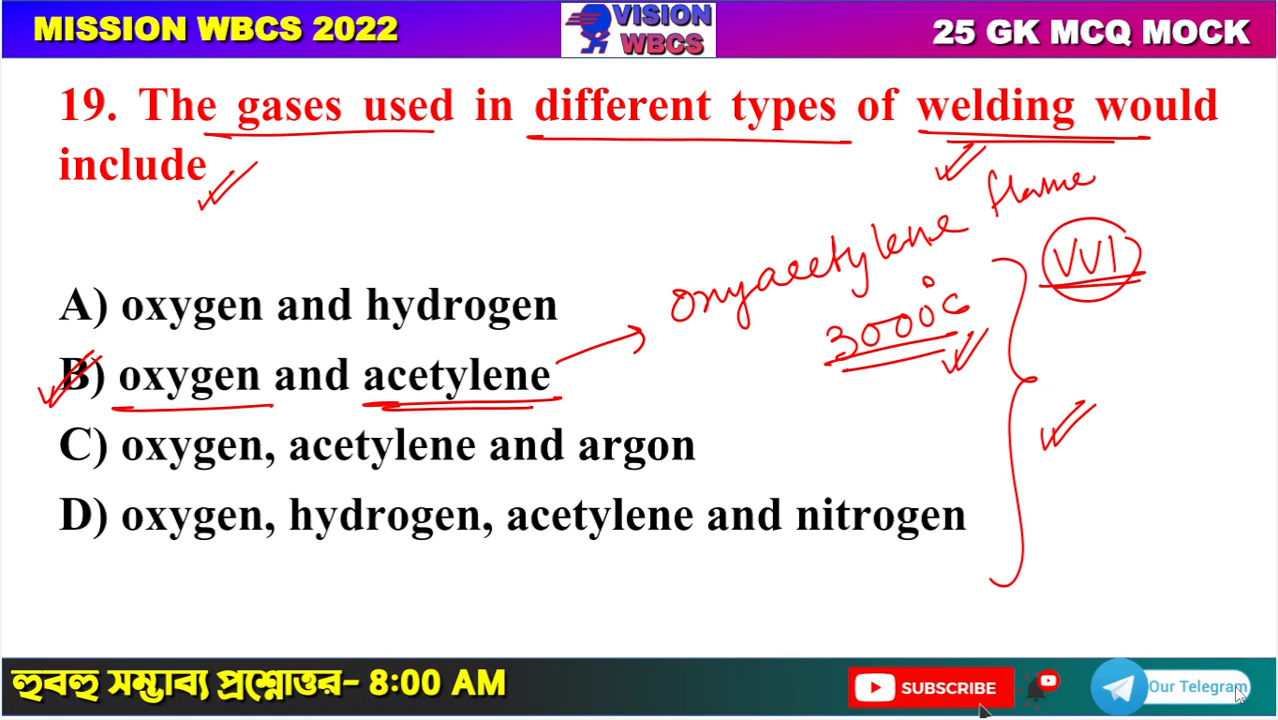 MISSION WBCS 2022
VISION
WBCS
25 GK MCQ MOCK
19. The gases used in different types of welding would
include
oxyacetylene flame
3000°c
VVI
A) oxygen and hydrogen
B) oxygen and acetylene
C) oxygen, acetylene and argon
D) oxygen, hydrogen, acetylene and nitrogen
হুবহু সম্ভাব্য প্রশ্নোত্তর- 8:00 AM
SUBSCRIBE
Our Telegram